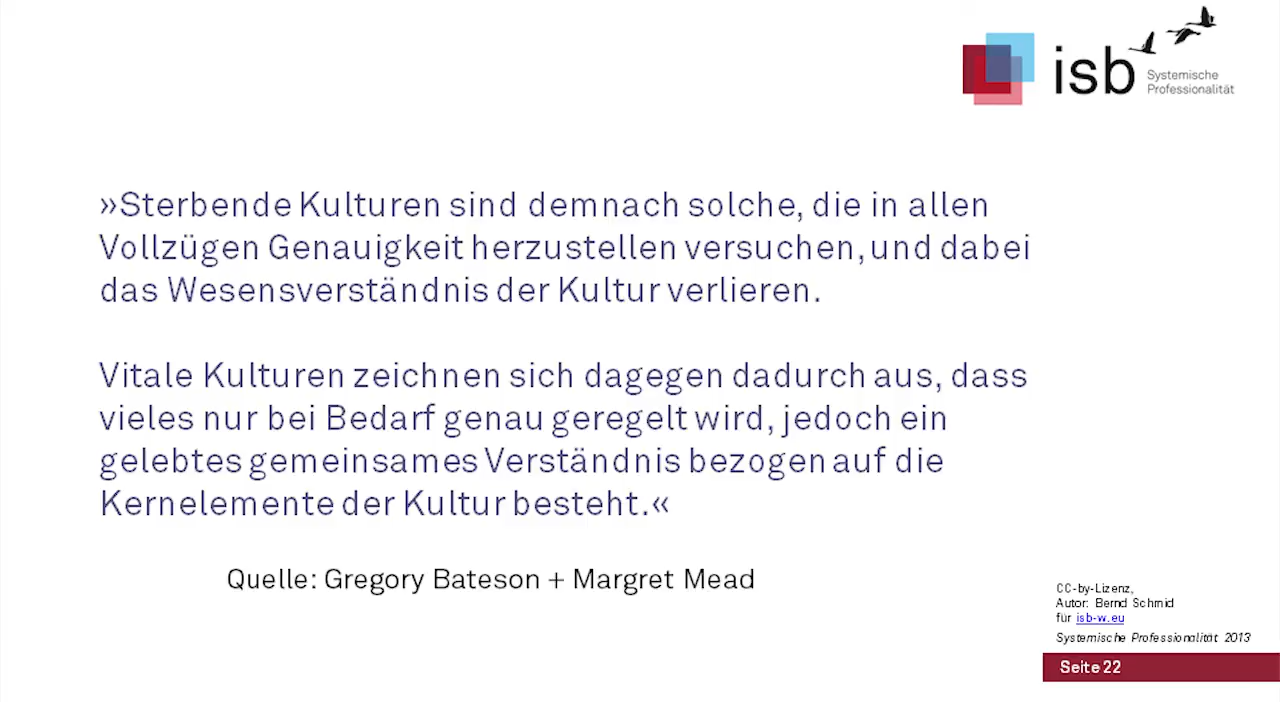 isb
Systemische
Professionalität
»Sterbende Kulturen sind demnach solche, die in allen
Vollzügen Genauigkeit herzustellen versuchen, und dabei
das Wesensverständnis der Kultur verlieren.
Vitale Kulturen zeichnen sich dagegen dadurch aus, dass
vieles nur bei Bedarf genau geregelt wird, jedoch ein
gelebtes gemeinsames Verständnis bezogen auf die
Kernelemente der Kultur besteht.«
Quelle: Gregory Bateson + Margret Mead
CC-by-Lizenz,
Autor: Bernd Schmid
für isb-w.eu
Systemische Professionalität 2013
Seite 22